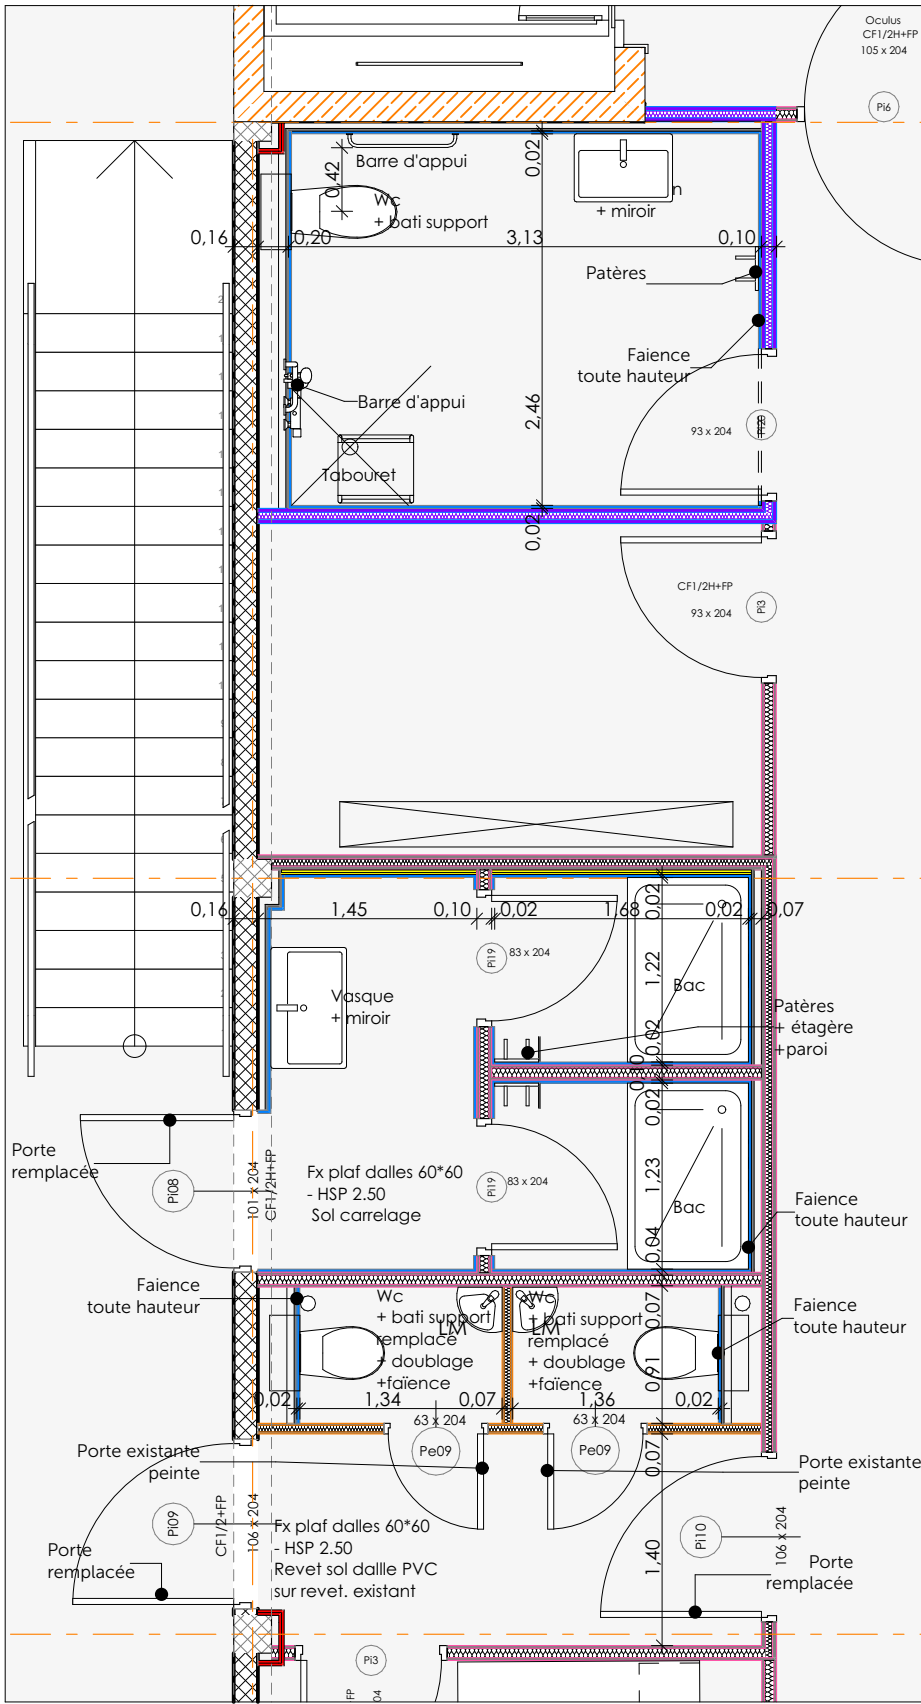 Oculus
CF1/2H+FP
105 x 204
Pi6
Barre d'appui
0,02
0,42
Wc
+ bati support
n
+ miroir
0,16
0,20
3,13
0,10
Patères
Faience
toute hauteur
Barre d'appui
2,46
93 x 204
Tabouret
0,02
CF1/2H+FP
93 x 204
Pi3
0,16
1,45
0,10
0,02
1,68
0,02
0,07
0,02
Pi19
83 x 204
1,22
Bac
Vasque
+ miroir
Patères
+ étagère
+paroi
0,02
0,10
0,02
Porte
remplacée
Pi08
101 x 204
CF1/2H+FP
Fx plaf dalles 60*60
- HSP 2.50
Sol carrelage
Pi19
83 x 204
1,23
Bac
0,04
Faience
toute hauteur
Faience
toute hauteur
Wc
+ bati support
remplacé
+ doublage
+faïence
LM
Wc
+ bati support
remplacé
+ doublage
+faïence
LM
0,07
0,91
Faience
toute hauteur
0,02
1,34
0,07
1,36
0,02
63 x 204
63 x 204
Pe09
Pe09
0,07
Porte existante
peinte
Porte existante
peinte
Pi09
CF1/2+FP
106 x 204
Fx plaf dalles 60*60
- HSP 2.50
Revet sol dallle PVC
sur revet. existant
Porte
remplacée
1,40
Pi10
106 x 204
Porte
remplacée
Pi3
FP
04